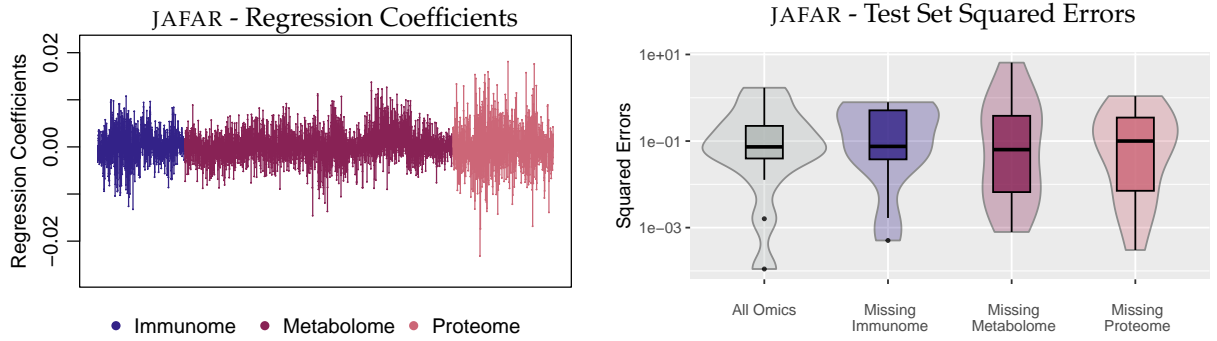 JAFAR - Regression Coefficients
Regression Coefficients
0.02
0.00
−0.02
Immunome
Metabolome
Proteome
JAFAR - Test Set Squared Errors
Squared Errors
1e+01
1e−01
1e−03
All Omics
Missing
Immunome
Missing
Metabolome
Missing
Proteome